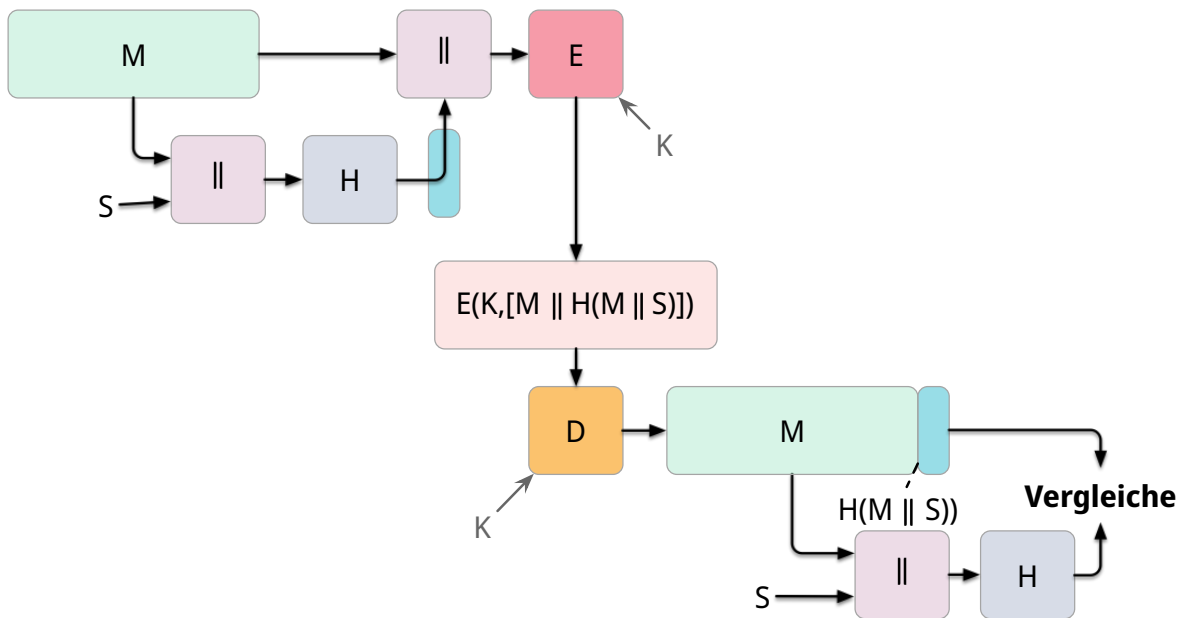 M
||
E
K
||
H
S
E(K,[M || H(M || S)])
D
M
K
H(M || S))
Vergleiche
||
H
S